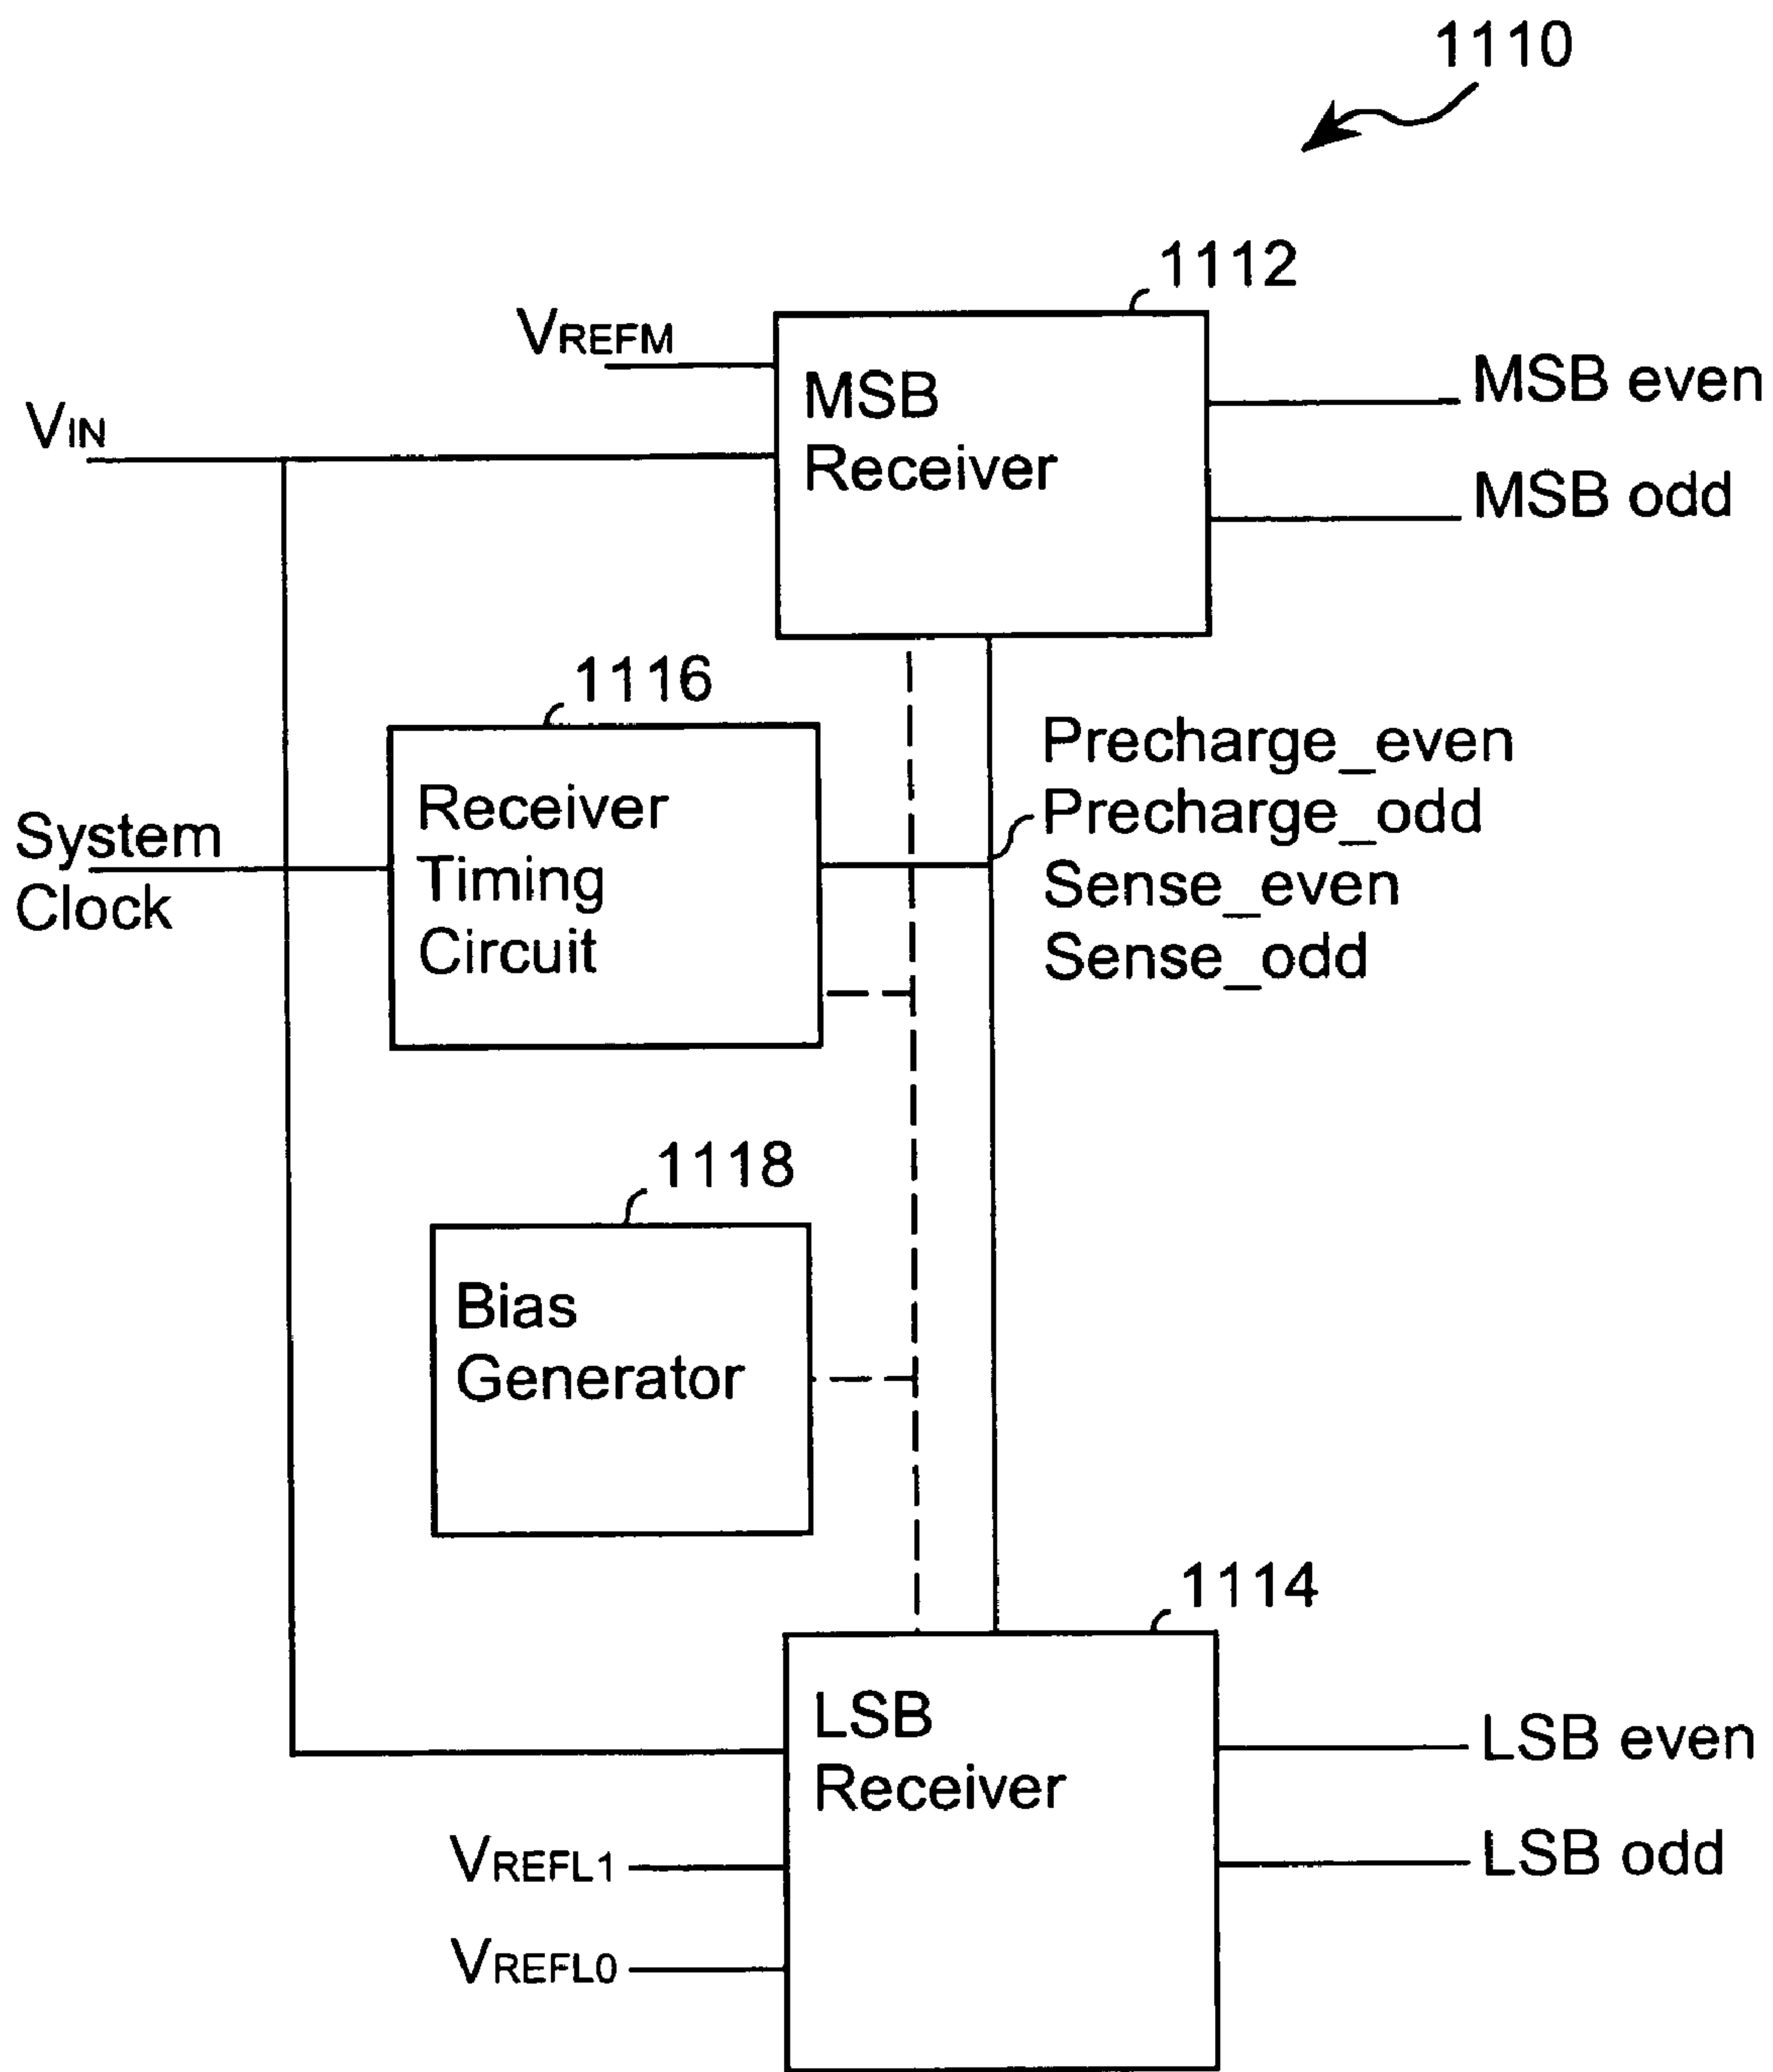 1110
1112
VREFM
MSB
Receiver
MSB even
MSB odd
VIN
1116
Receiver
Timing
Circuit
System
Clock
Precharge_even
Precharge_odd
Sense_even
Sense_odd
1118
Bias
Generator
1114
LSB
Receiver
LSB even
LSB odd
VREFL1
VREFL0